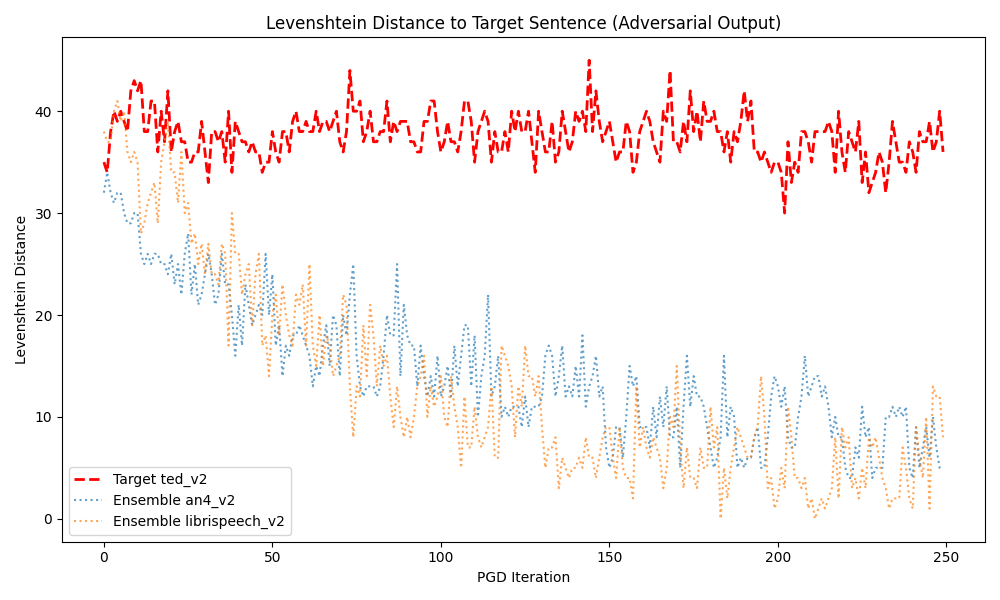 Levenshtein Distance to Target Sentence (Adversarial Output)
Levenshtein Distance
40
30
20
10
0
Target ted_v2
Ensemble an4_v2
Ensemble librispeech_v2
0 50 100 150 200 250
PGD Iteration